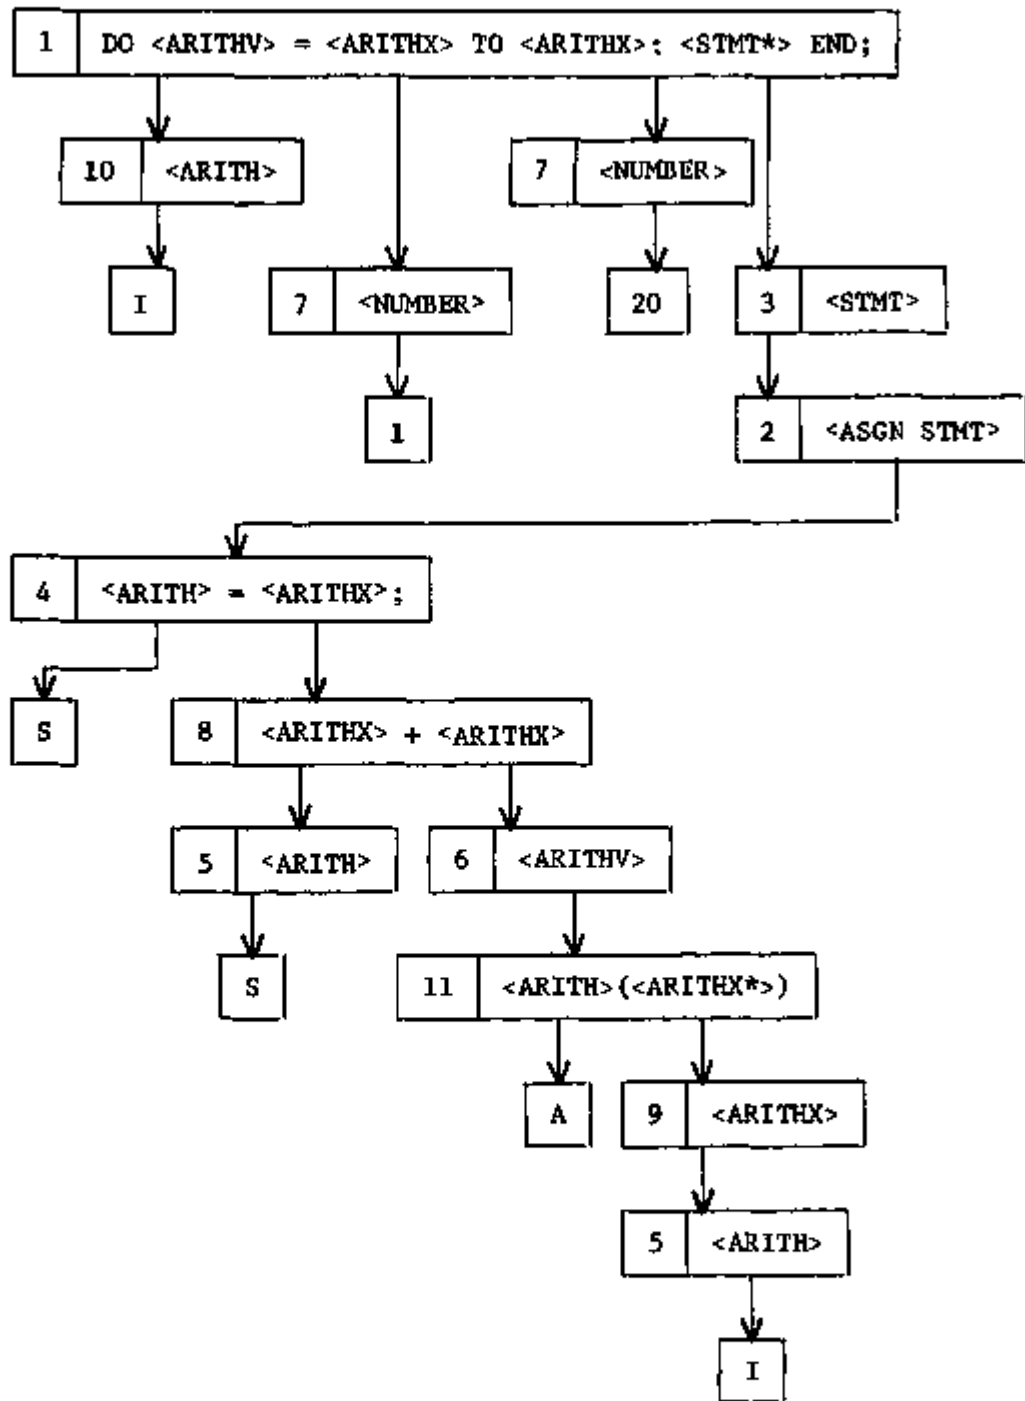 1 DO <ARITHV> = <ARITHX> TO <ARITHX>; <STMT*> END;
10 <ARITH>
7 <NUMBER>
I
7 <NUMBER>
20
3 <STMT>
1
2 <ASGN STMT>
4 <ARITH> = <ARITHX>;
S
8 <ARITHX> + <ARITHX>
5 <ARITH>
6 <ARITHV>
S
11 <ARITH>(<ARITHX*>)
A
9 <ARITHX>
5 <ARITH>
I